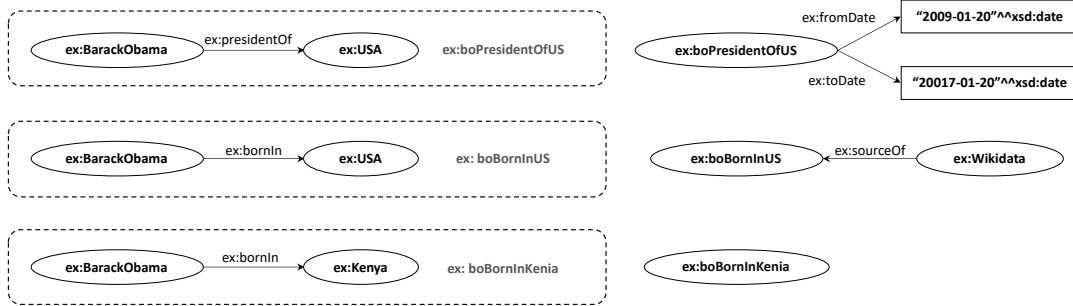 ex:fromDate
"2009-01-20"^^xsd:date
ex:BarackObama
ex:presidentOf
ex:USA
ex:boPresidentOfUS
ex:boPresidentOfUS
ex:toDate
"20017-01-20"^^xsd:date
ex:BarackObama
ex:bornIn
ex:USA
ex: boBornInUS
ex:boBornInUS
ex:sourceOf
ex:Wikidata
ex:BarackObama
ex:bornIn
ex:Kenya
ex: boBornInKenia
ex:boBornInKenia